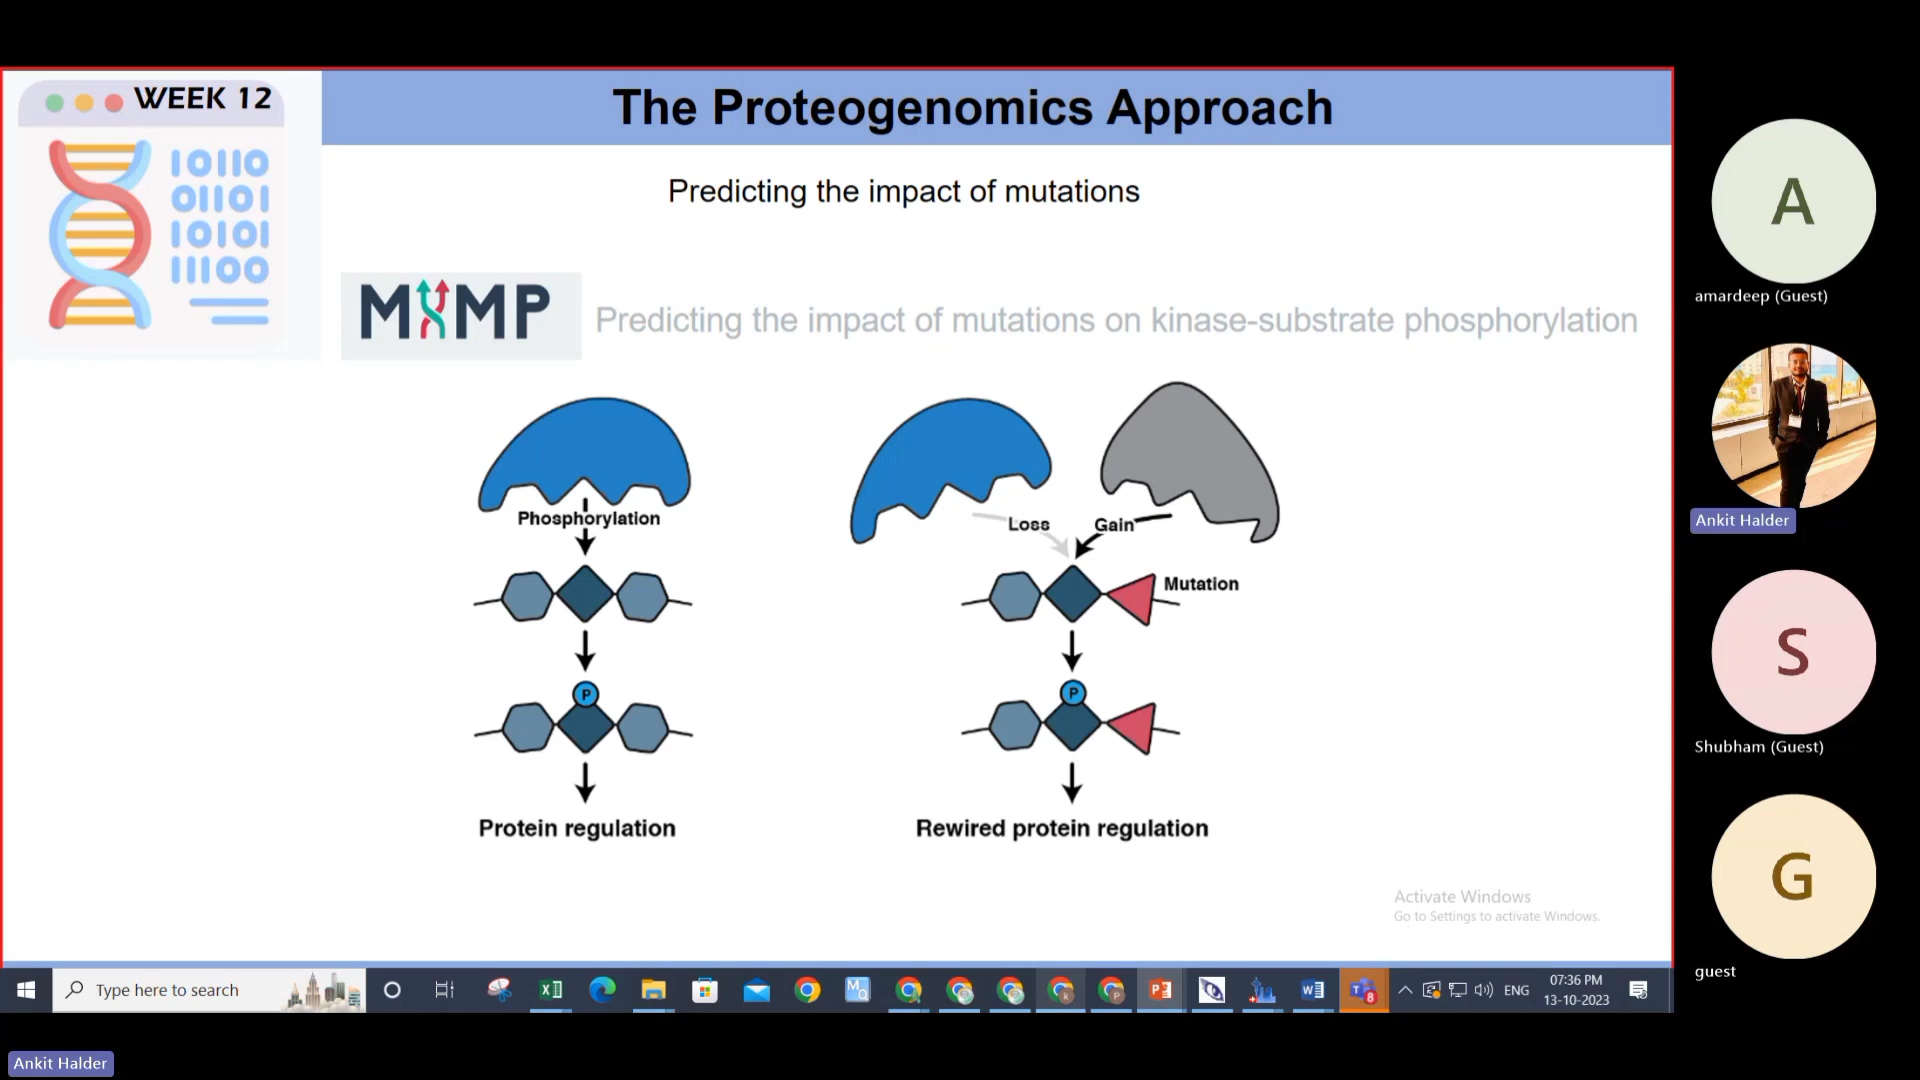 WEEK 12
10110
01101
10101
11100
The Proteogenomics Approach
Predicting the impact of mutations
MIMP
Predicting the impact of mutations on kinase-substrate phosphorylation
Phosphorylation
Loss
Gain
Mutation
P
P
Protein regulation
Rewired protein regulation
Activate Windows
Go to Settings to activate Windows.
A
amardeep (Guest)
Ankit Halder
S
Shubham (Guest)
G
guest
Type here to search
ENG
07:36 PM
13-10-2023
8
Ankit Halder